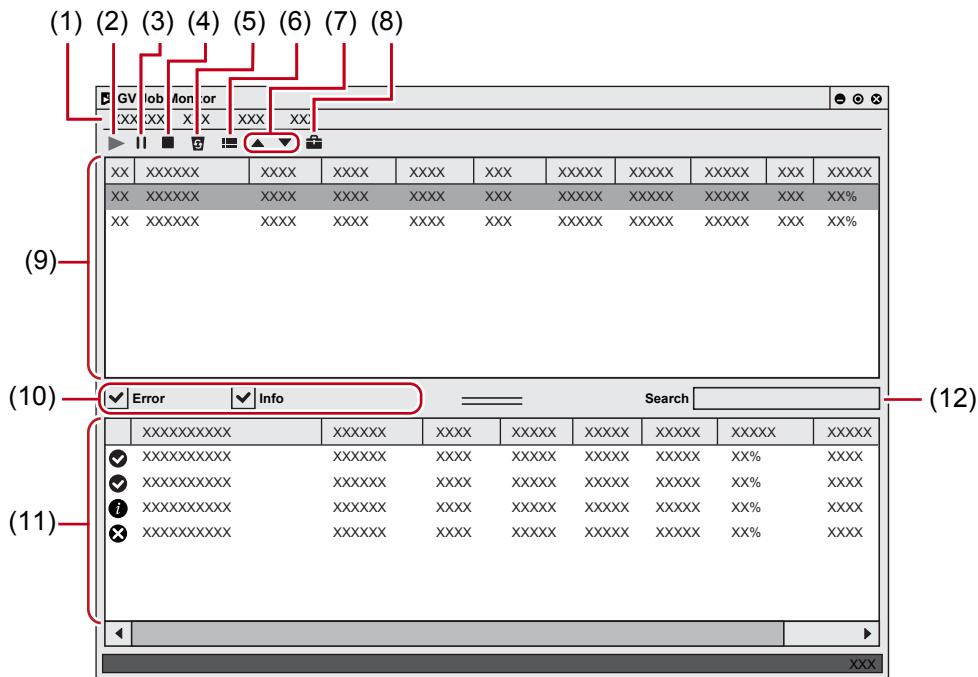 (1) (2) (3) (4) (5) (6) (7) (8)
GV Job Monitor
XXXXXX XXX XXX XXX
XX XXXXXX XXXX XXXX XXXX XXX XXXXX XXXXX XXXXX XXX XXXXX
XX XXXXXX XXXX XXXX XXXX XXX XXXXX XXXXX XXXXX XXX XX%
XX XXXXXX XXXX XXXX XXXX XXX XXXXX XXXXX XXXXX XXX XX%
(9)
(10) Error Info Search (12)
XXXXXXXXXX XXXXXX XXXX XXXXX XXXXX XXXXX XXXXX XXXXX
XXXXXXXXXX XXXXXX XXXX XXXXX XXXXX XXXXX XX% XXXX
XXXXXXXXXX XXXXXX XXXX XXXXX XXXXX XXXXX XX% XXXX
i XXXXXXXXXX XXXXXX XXXX XXXXX XXXXX XXXXX XX% XXXX
(11)
XXXXXXXXXX XXXXXX XXXX XXXXX XXXXX XXXXX XX% XXXX
XXX